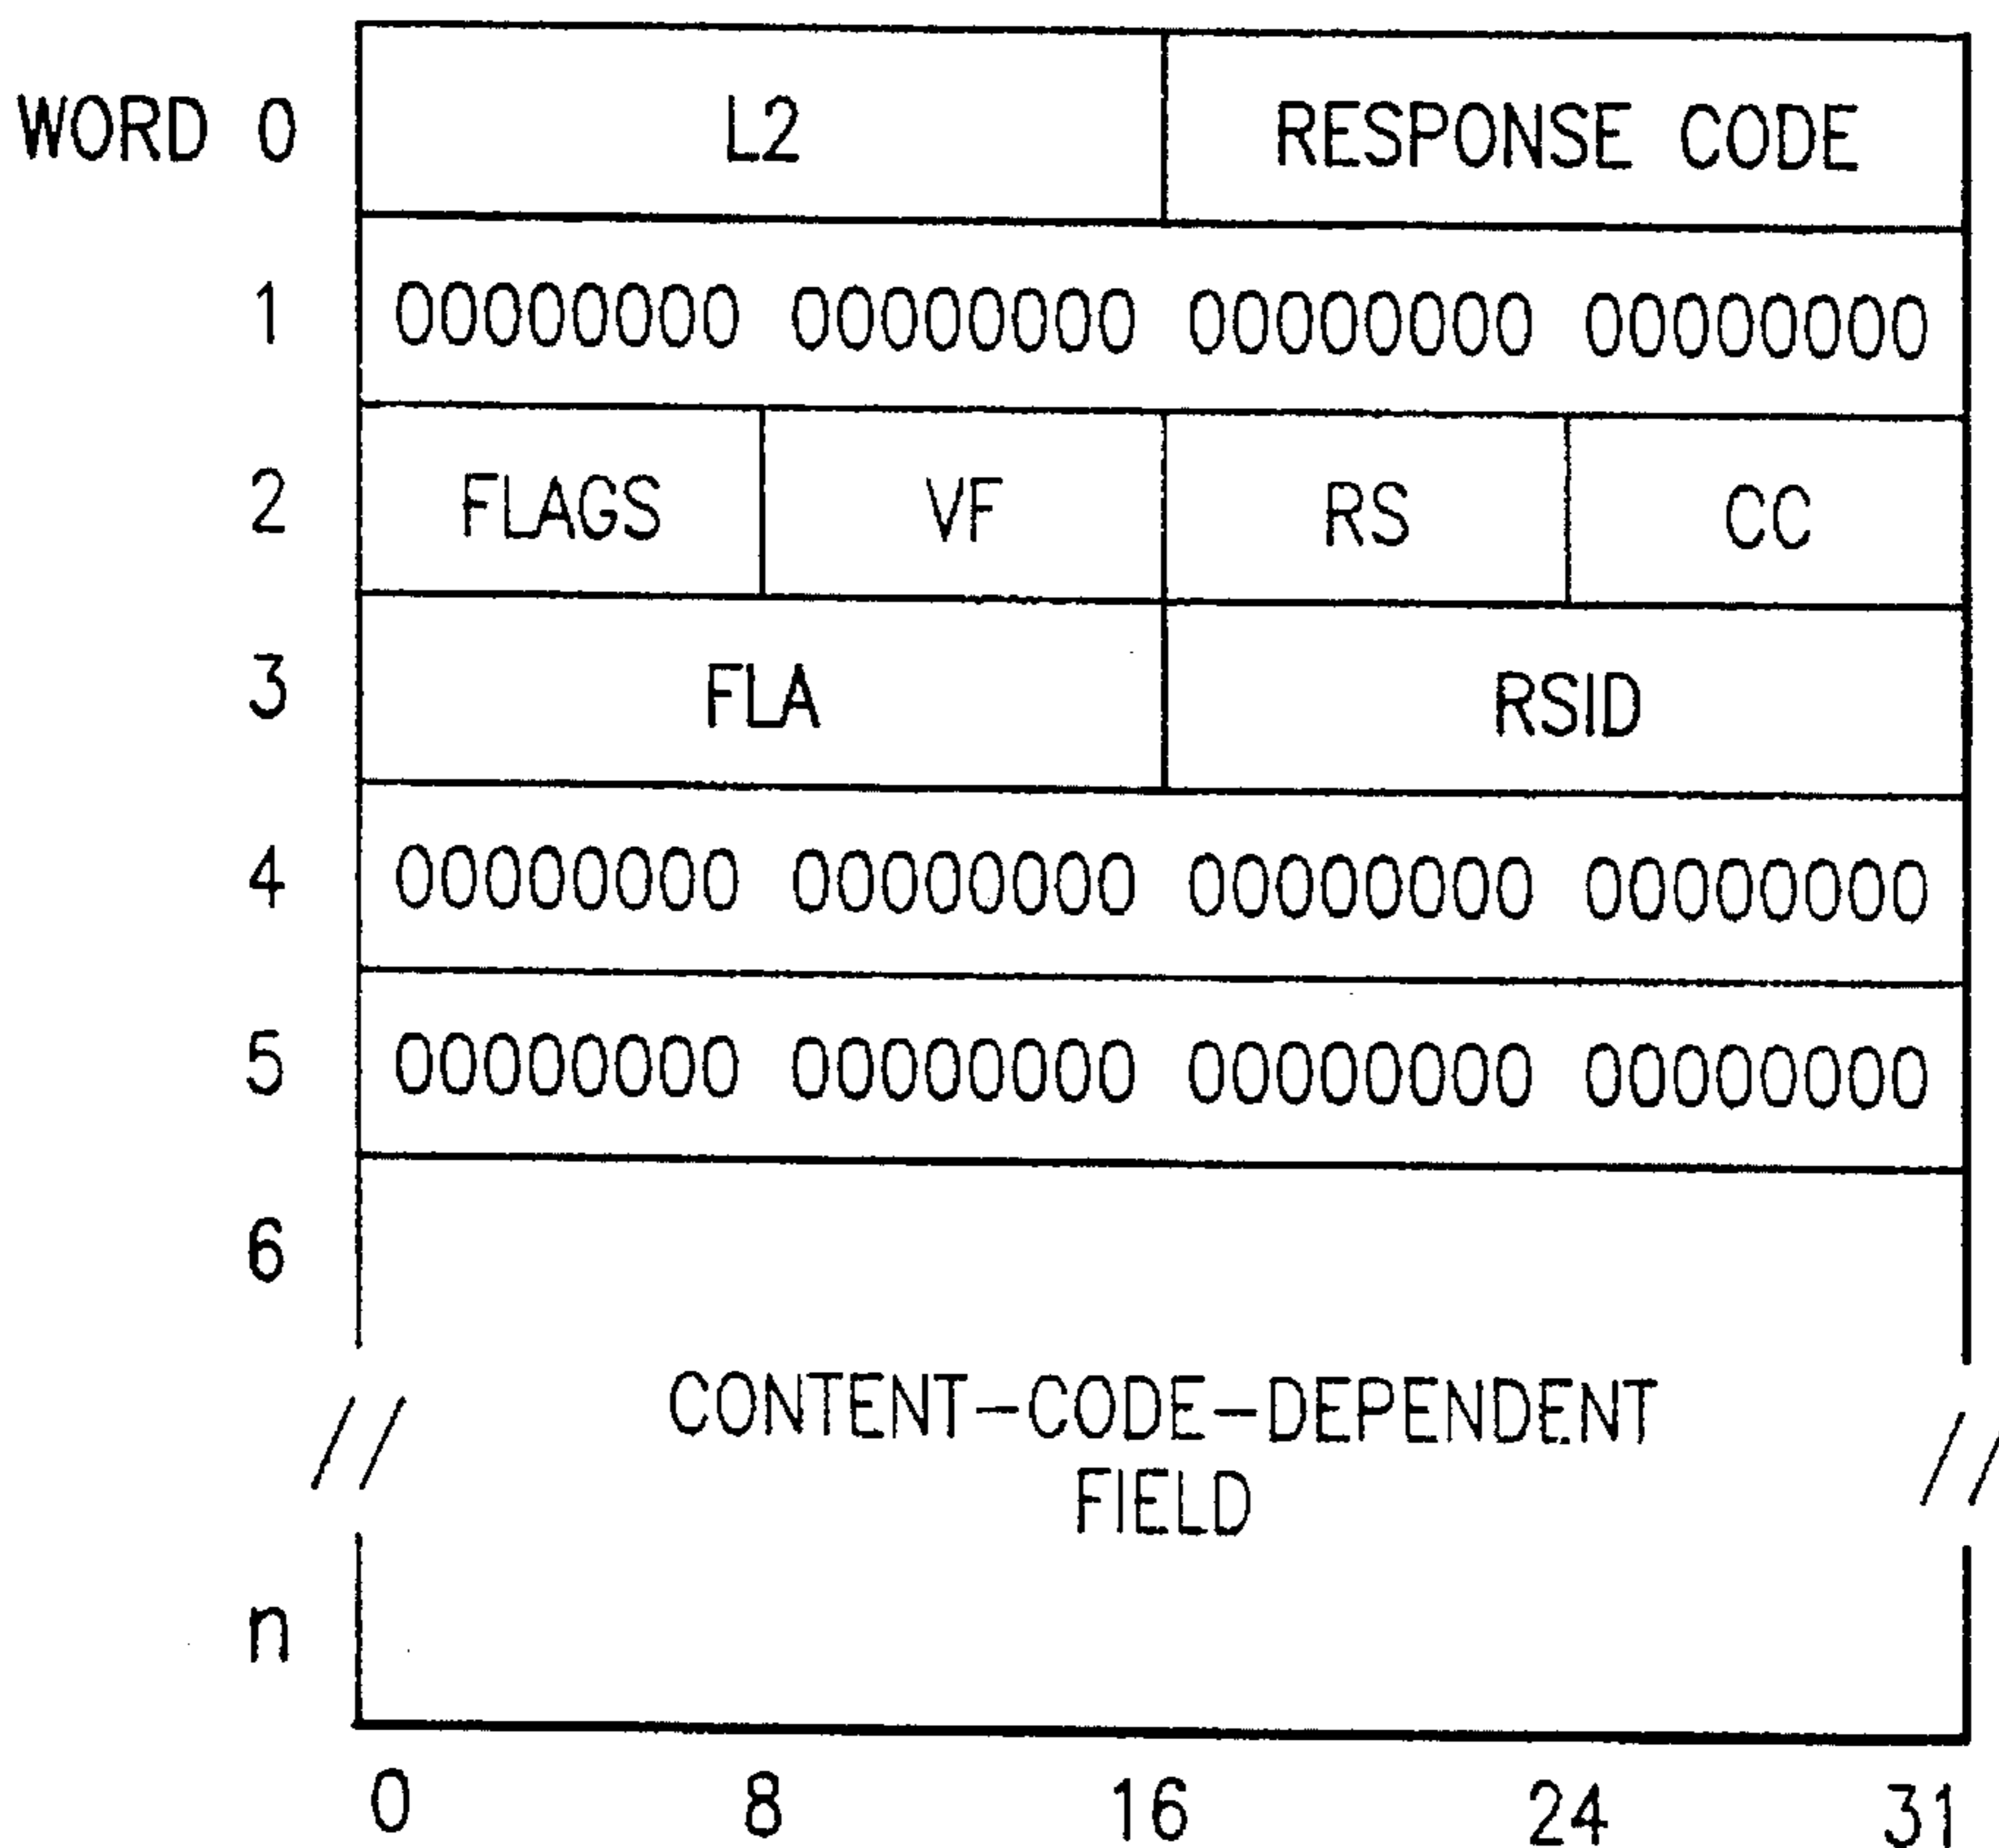 WORD 0 L2 RESPONSE CODE
1 00000000 00000000 00000000 00000000
2 FLAGS VF RS CC
3 FLA RSID
4 00000000 00000000 00000000 00000000
5 00000000 00000000 00000000 00000000
6
// CONTENT-CODE-DEPENDENT //
FIELD
n
0 8 16 24 31